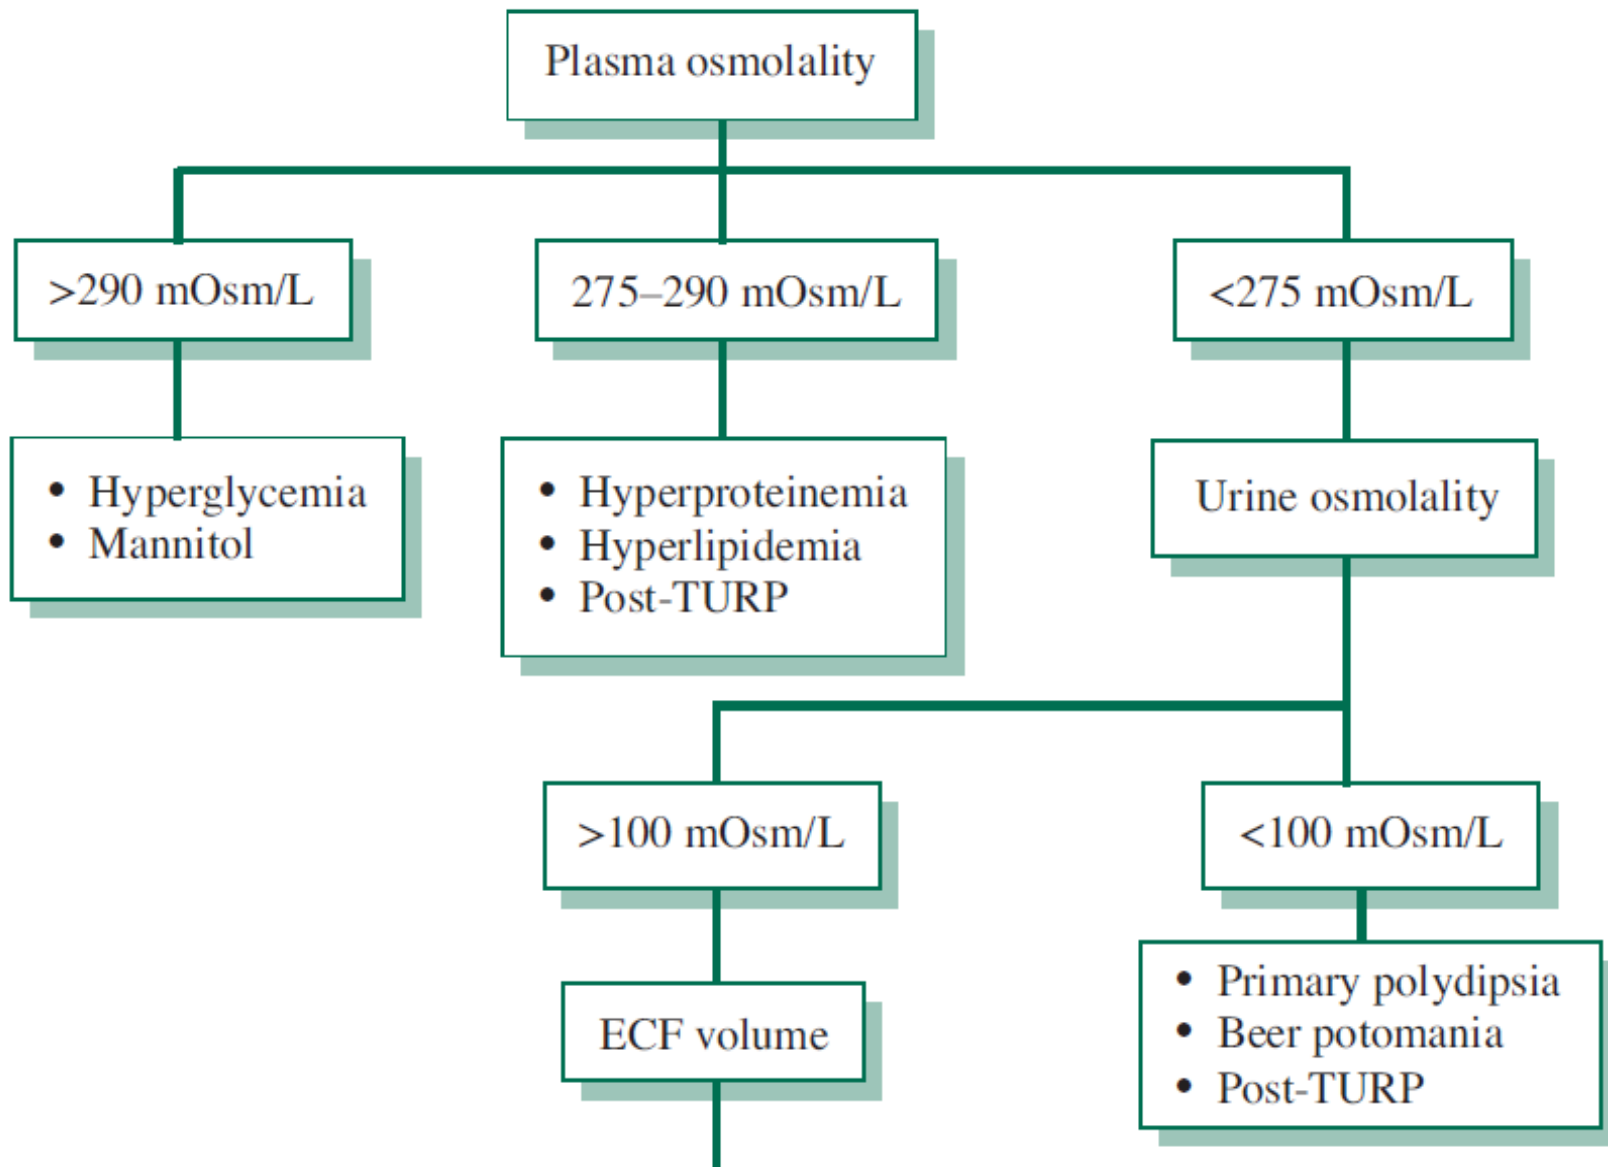 Plasma osmolality
>290 mOsm/L
275–290 mOsm/L
<275 mOsm/L
• Hyperglycemia
• Mannitol
• Hyperproteinemia
• Hyperlipidemia
• Post-TURP
Urine osmolality
>100 mOsm/L
<100 mOsm/L
ECF volume
• Primary polydipsia
• Beer potomania
• Post-TURP